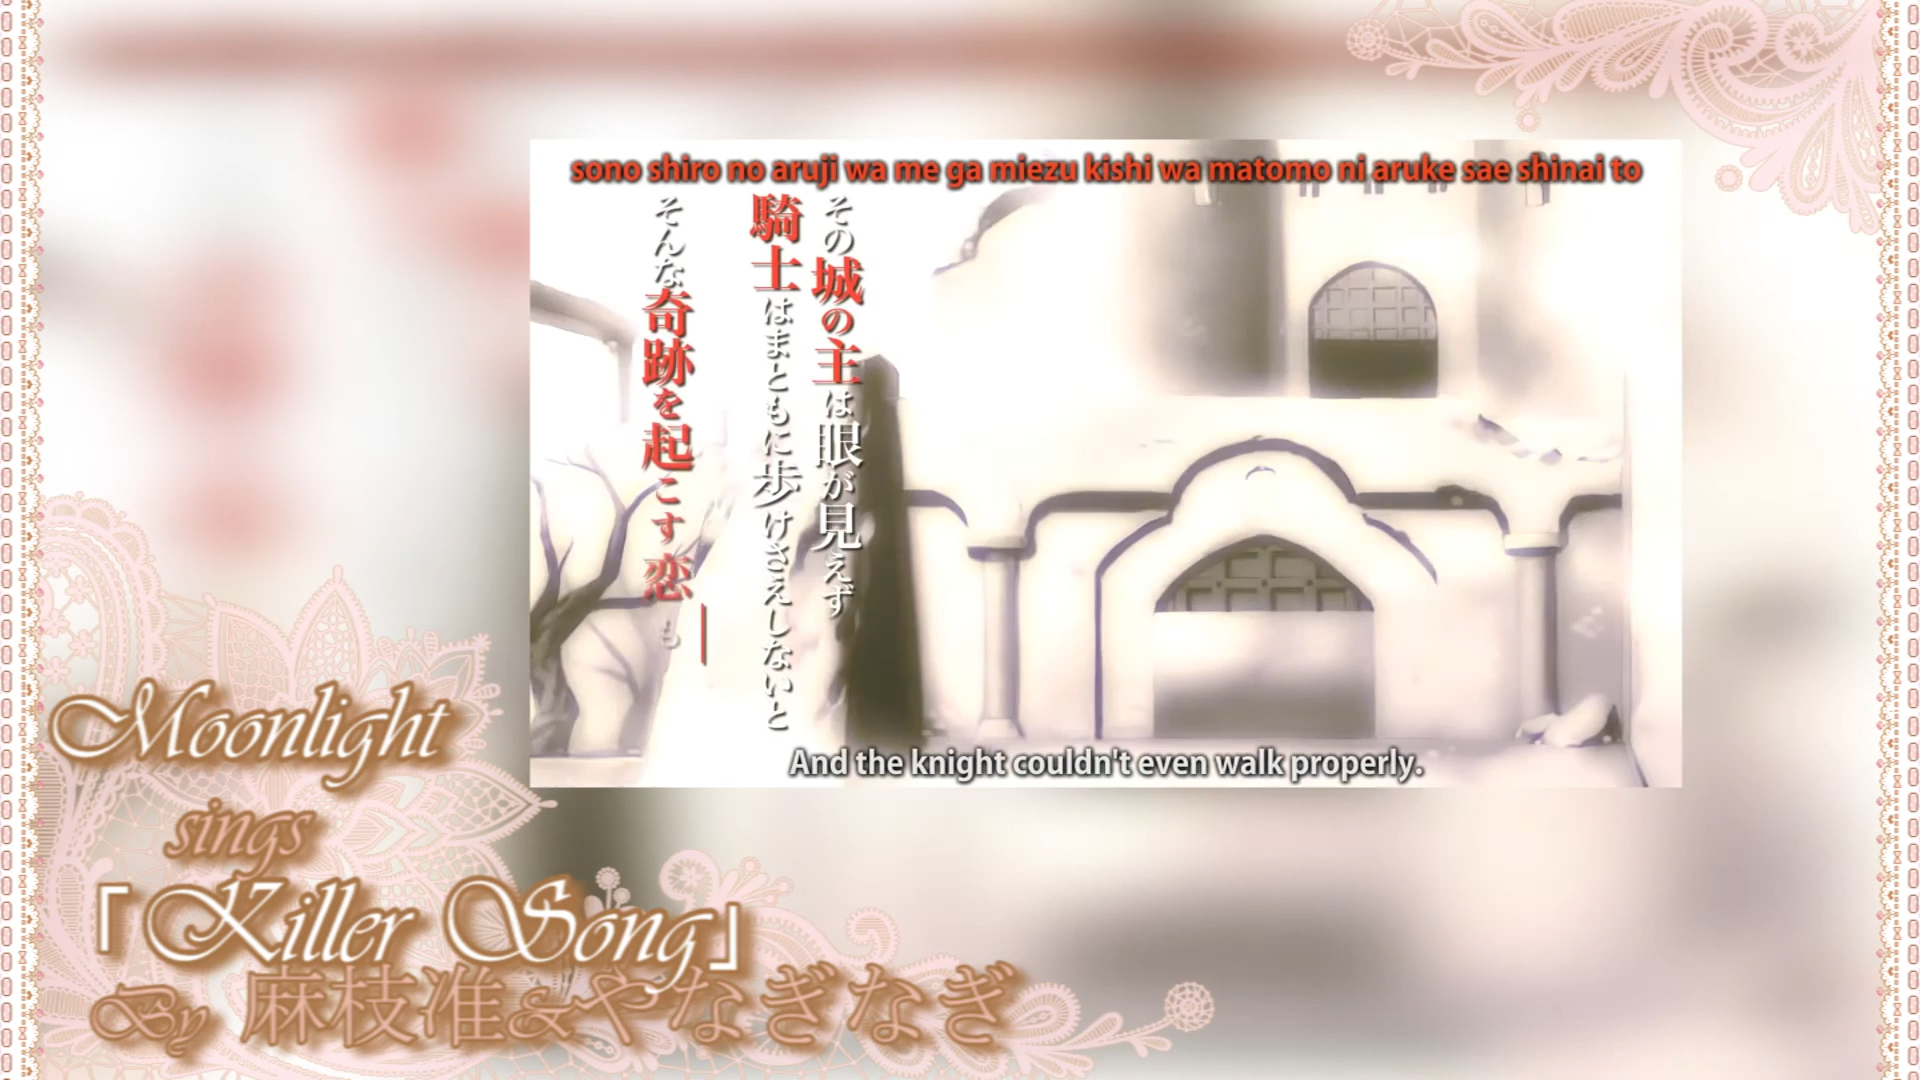 sono shiro no aruji wa me ga miezu kishi wa matomo ni aruke sae shinai to
その城の主は眼が見えず
騎士はまともに歩けさえしないと
そんな奇跡を起こす恋も
And the knight couldn't even walk properly.
Moonlight
sings
「Killer Song」
By 麻枝准&やなぎなぎ